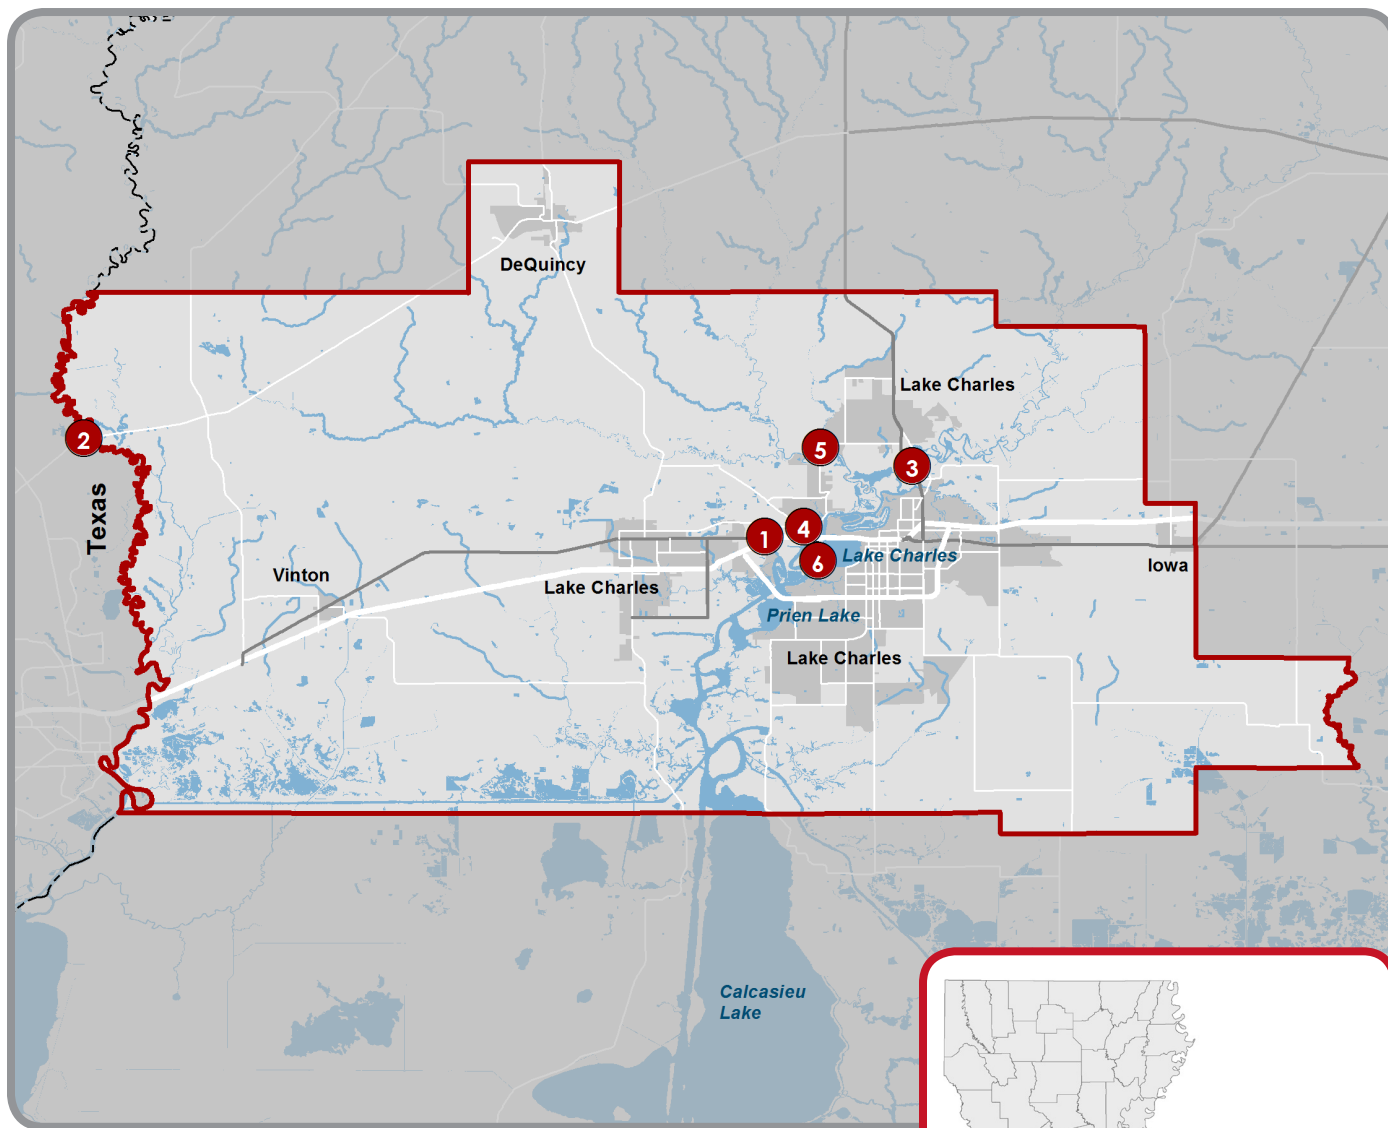 DeQuincy
Lake Charles
2
5
3
Texas
4
1
Lake Charles
6
Iowa
Vinton
Lake Charles
Prien Lake
Lake Charles
Calcasieu
Lake